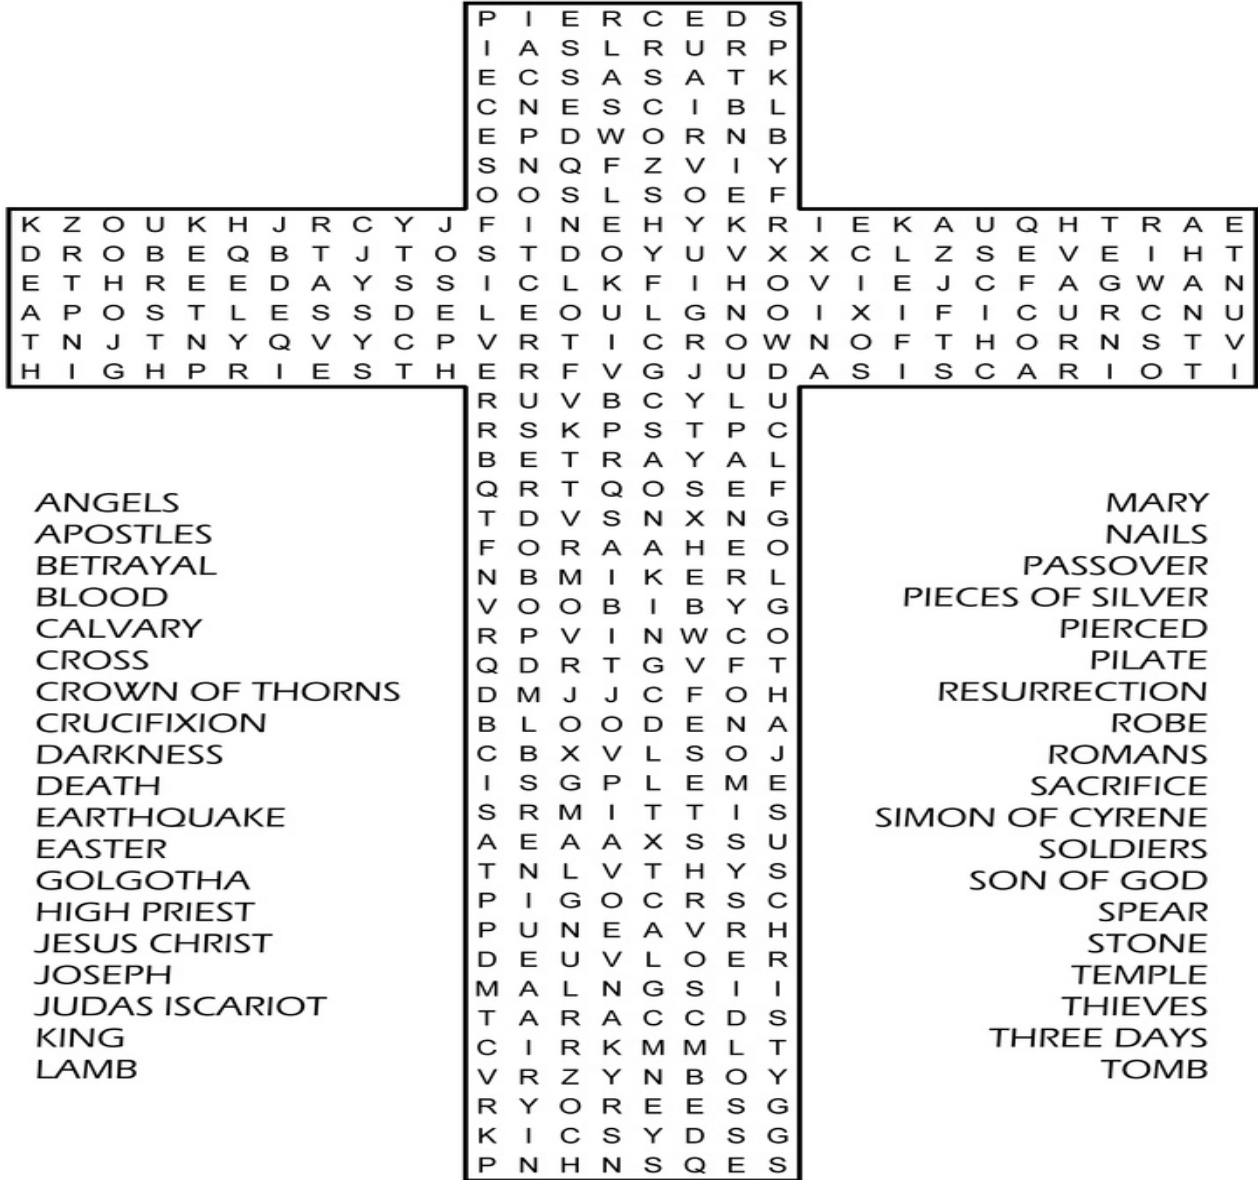 P I E R C E D S
I A S L R U R P
E C S A S A T K
C N E S C I B L
E P D W O R N B
S N Q F Z V I Y
O O S L S O E F
K Z O U K H J R C Y J F I N E H Y K R I E K A U Q H T R A E
D R O B E Q B T J T O S T D O Y U V X X C L Z S E V E I H T
E T H R E E D A Y S S I C L K F I H O V I E J C F A G W A N
A P O S T L E S S D E L E O U L G N O I X I F I C U R C N U
T N J T N Y Q V Y C P V R T I C R O W N O F T H O R N S T V
H I G H P R I E S T H E R F V G J U D A S I S C A R I O T I
R U V B C Y L U
R S K P S T P C
B E T R A Y A L
Q R T Q O S E F
T D V S N X N G
F O R A A H E O
N B M I K E R L
V O O B I B Y G
R P V I N W C O
Q D R T G V F T
D M J J C F O H
B L O O D E N A
C B X V L S O J
I S G P L E M E
S R M I T T I S
A E A A X S S U
T N L V T H Y S
P I G O C R S C
P U N E A V R H
D E U V L O E R
M A L N G S I I
T A R A C C D S
C I R K M M L T
V R Z Y N B O Y
R Y O R E E S G
K I C S Y D S G
P N H N S Q E S
ANGELS
APOSTLES
BETRAYAL
BLOOD
CALVARY
CROSS
CROWN OF THORNS
CRUCIFIXION
DARKNESS
DEATH
EARTHQUAKE
EASTER
GOLGOTHA
HIGH PRIEST
JESUS CHRIST
JOSEPH
JUDAS ISCARIOT
KING
LAMB
MARY
NAILS
PASSOVER
PIECES OF SILVER
PIERCED
PILATE
RESURRECTION
ROBE
ROMANS
SACRIFICE
SIMON OF CYRENE
SOLDIERS
SON OF GOD
SPEAR
STONE
TEMPLE
THIEVES
THREE DAYS
TOMB